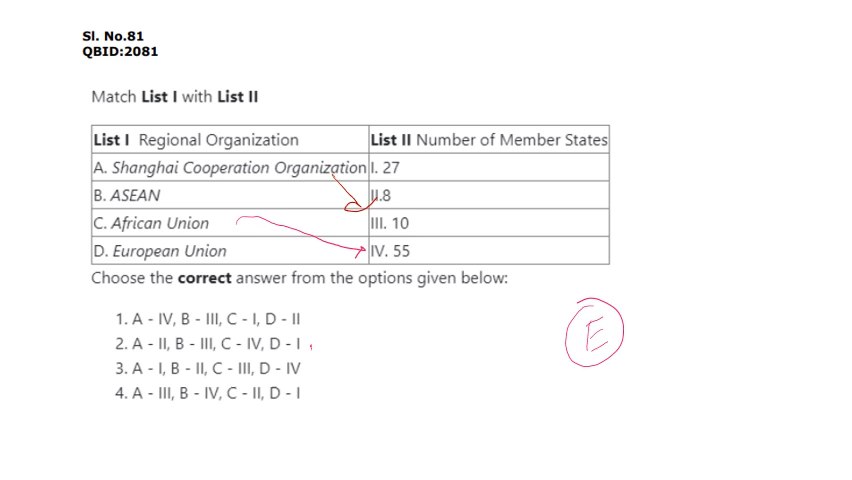 Sl. No.81
QBID:2081
Match List I with List II
List I Regional Organization List II Number of Member States
A. Shanghai Cooperation Organization I. 27
B. ASEAN II.8
C. African Union III. 10
D. European Union IV. 55
Choose the correct answer from the options given below:
1. A - IV, B - III, C - I, D - II
2. A - II, B - III, C - IV, D - I
3. A - I, B - II, C - III, D - IV
4. A - III, B - IV, C - II, D - I
E